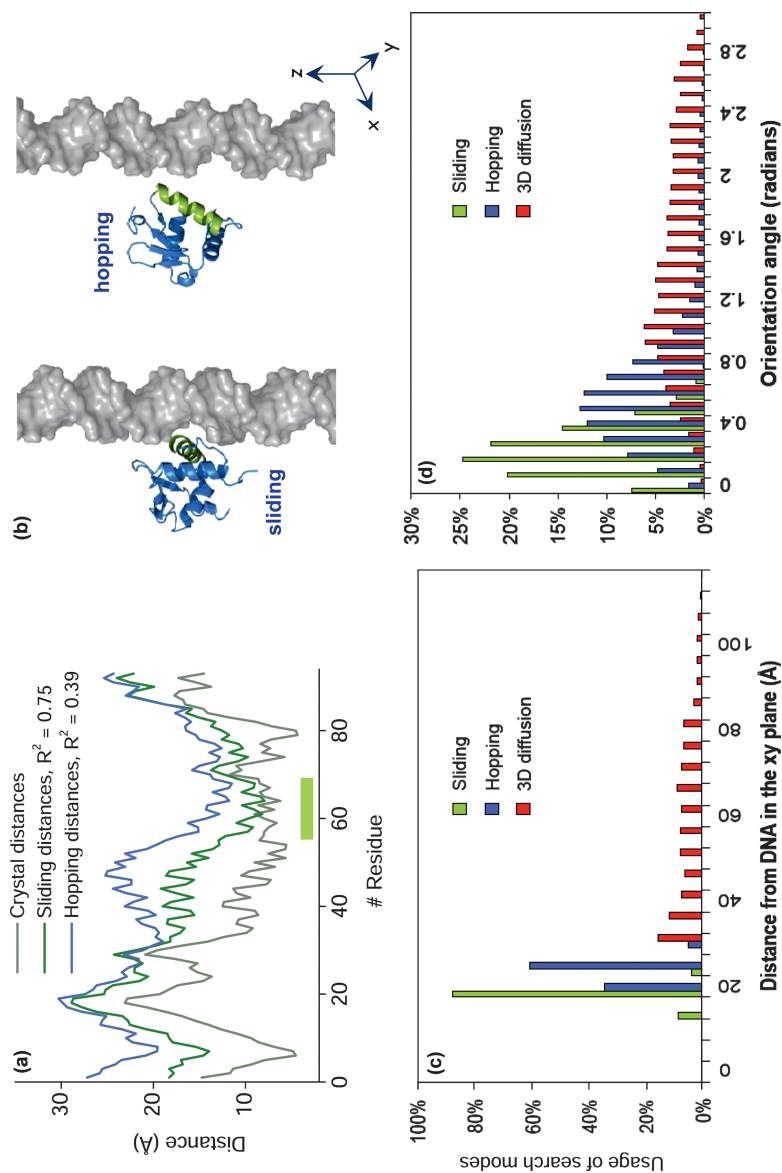 (a)
Crystal distances
Sliding distances, R² = 0.75
Hopping distances, R² = 0.39
Distance (Å)
30
20
10
0
20
40
60
80
# Residue
(b)
sliding
hopping
z
x
y
(c)
Usage of search modes
100%
80%
60%
40%
20%
0%
Sliding
Hopping
3D diffusion
0
20
40
60
80
100
Distance from DNA in the xy plane (Å)
(d)
30%
25%
20%
15%
10%
5%
0%
Sliding
Hopping
3D diffusion
0
0.4
0.8
1.2
1.6
2
2.4
2.8
Orientation angle (radians)